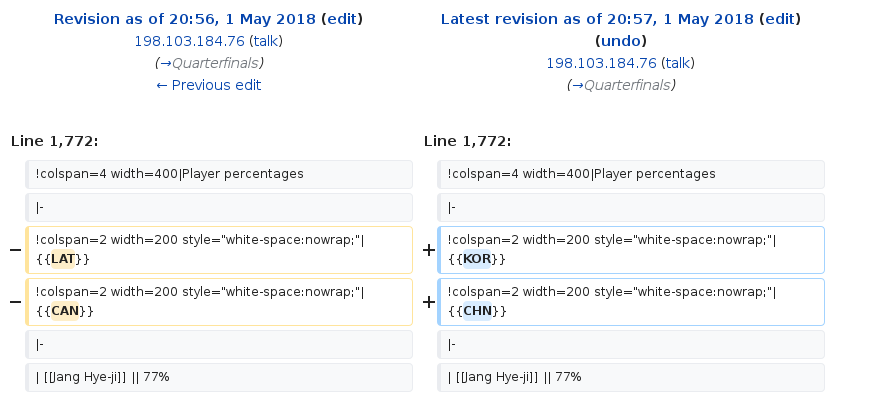 Revision as of 20:56, 1 May 2018 (edit)
198.103.184.76 (talk)
(→Quarterfinals)
← Previous edit
Latest revision as of 20:57, 1 May 2018 (edit)
(undo)
198.103.184.76 (talk)
(→Quarterfinals)
Line 1,772:
Line 1,772:
!colspan=4 width=400|Player percentages
!colspan=4 width=400|Player percentages
|-
|-
− !colspan=2 width=200 style="white-space:nowrap;"|
{{LAT}}
+ !colspan=2 width=200 style="white-space:nowrap;"|
{{KOR}}
− !colspan=2 width=200 style="white-space:nowrap;"|
{{CAN}}
+ !colspan=2 width=200 style="white-space:nowrap;"|
{{CHN}}
|-
|-
| [[Jang Hye-ji]] || 77%
| [[Jang Hye-ji]] || 77%